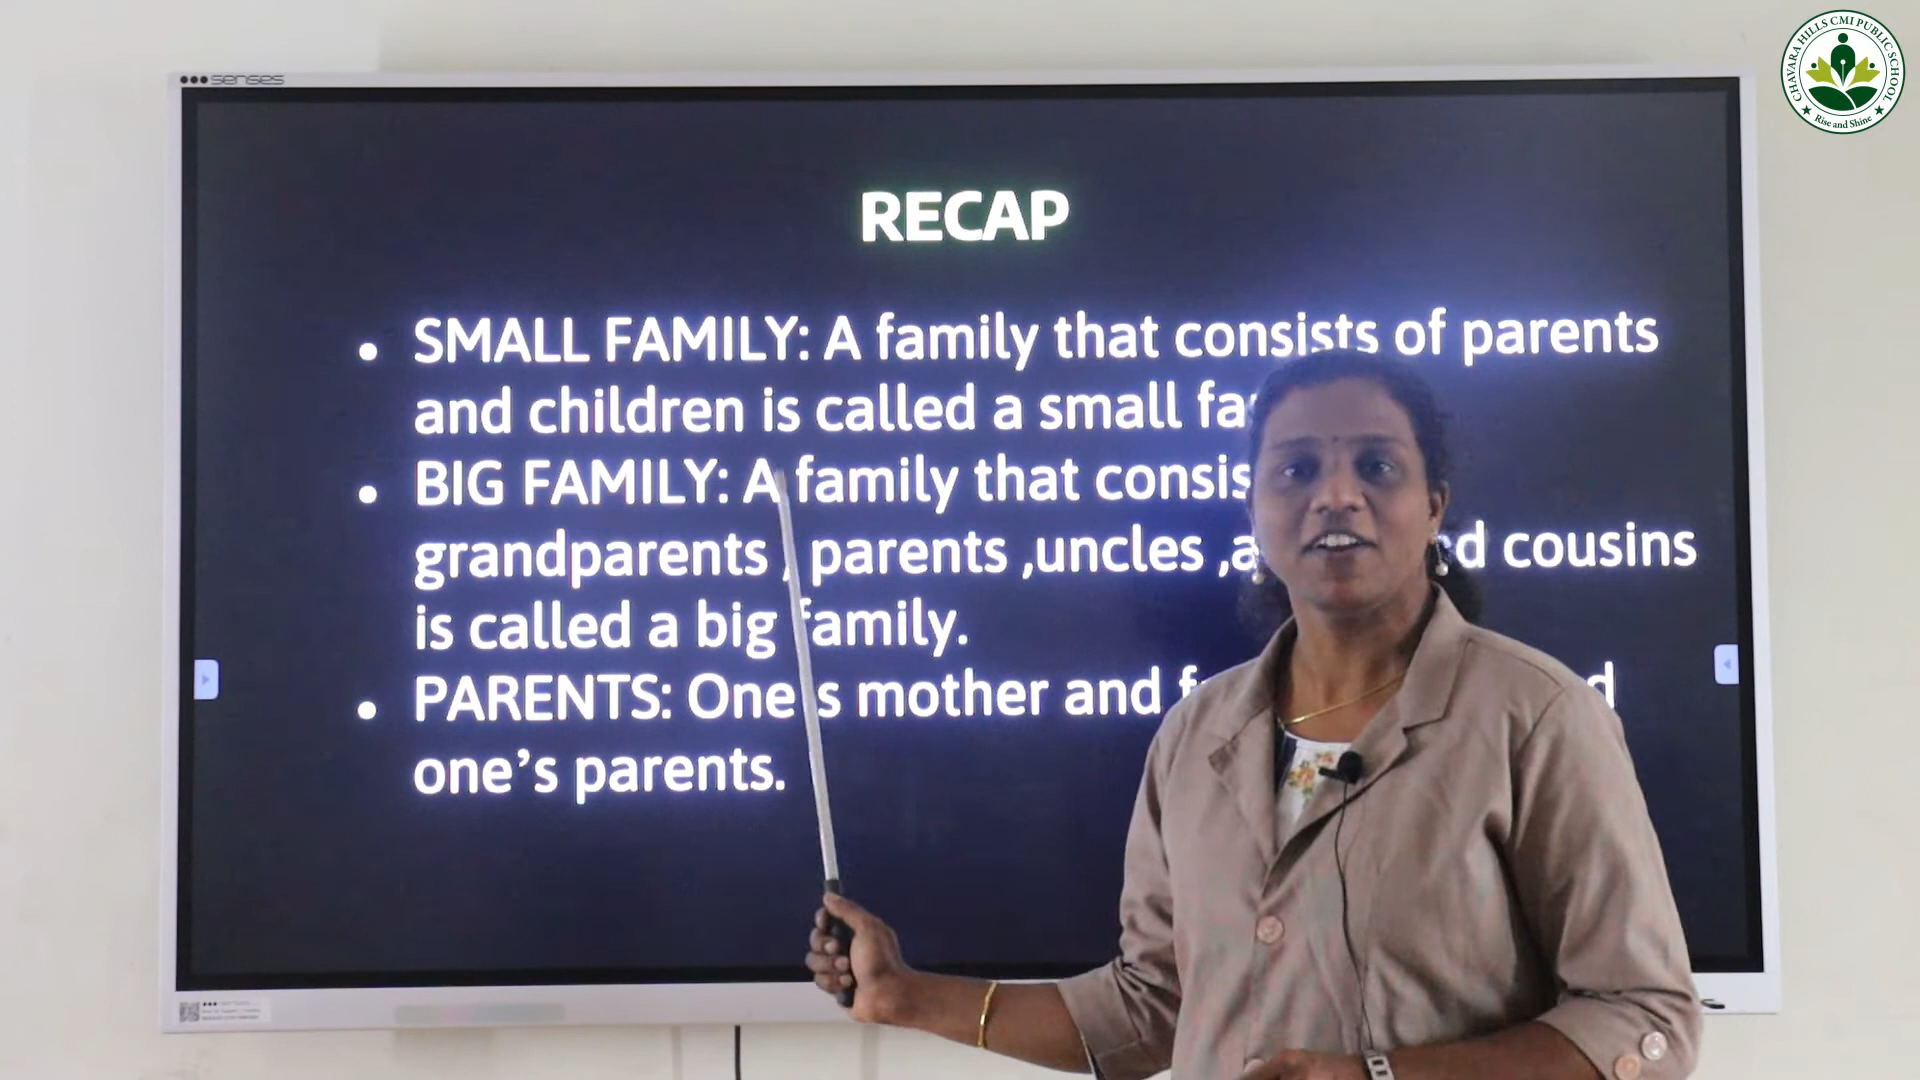 senses
CHAVARA HILLS CMI PUBLIC SCHOOL
Rise and Shine
RECAP
• SMALL FAMILY: A family that consists of parents
and children is called a small
• BIG FAMILY: A family that
grandparents , parents ,uncles , cousins
is called a big family.
• PARENTS: One s mother and
one’s parents.